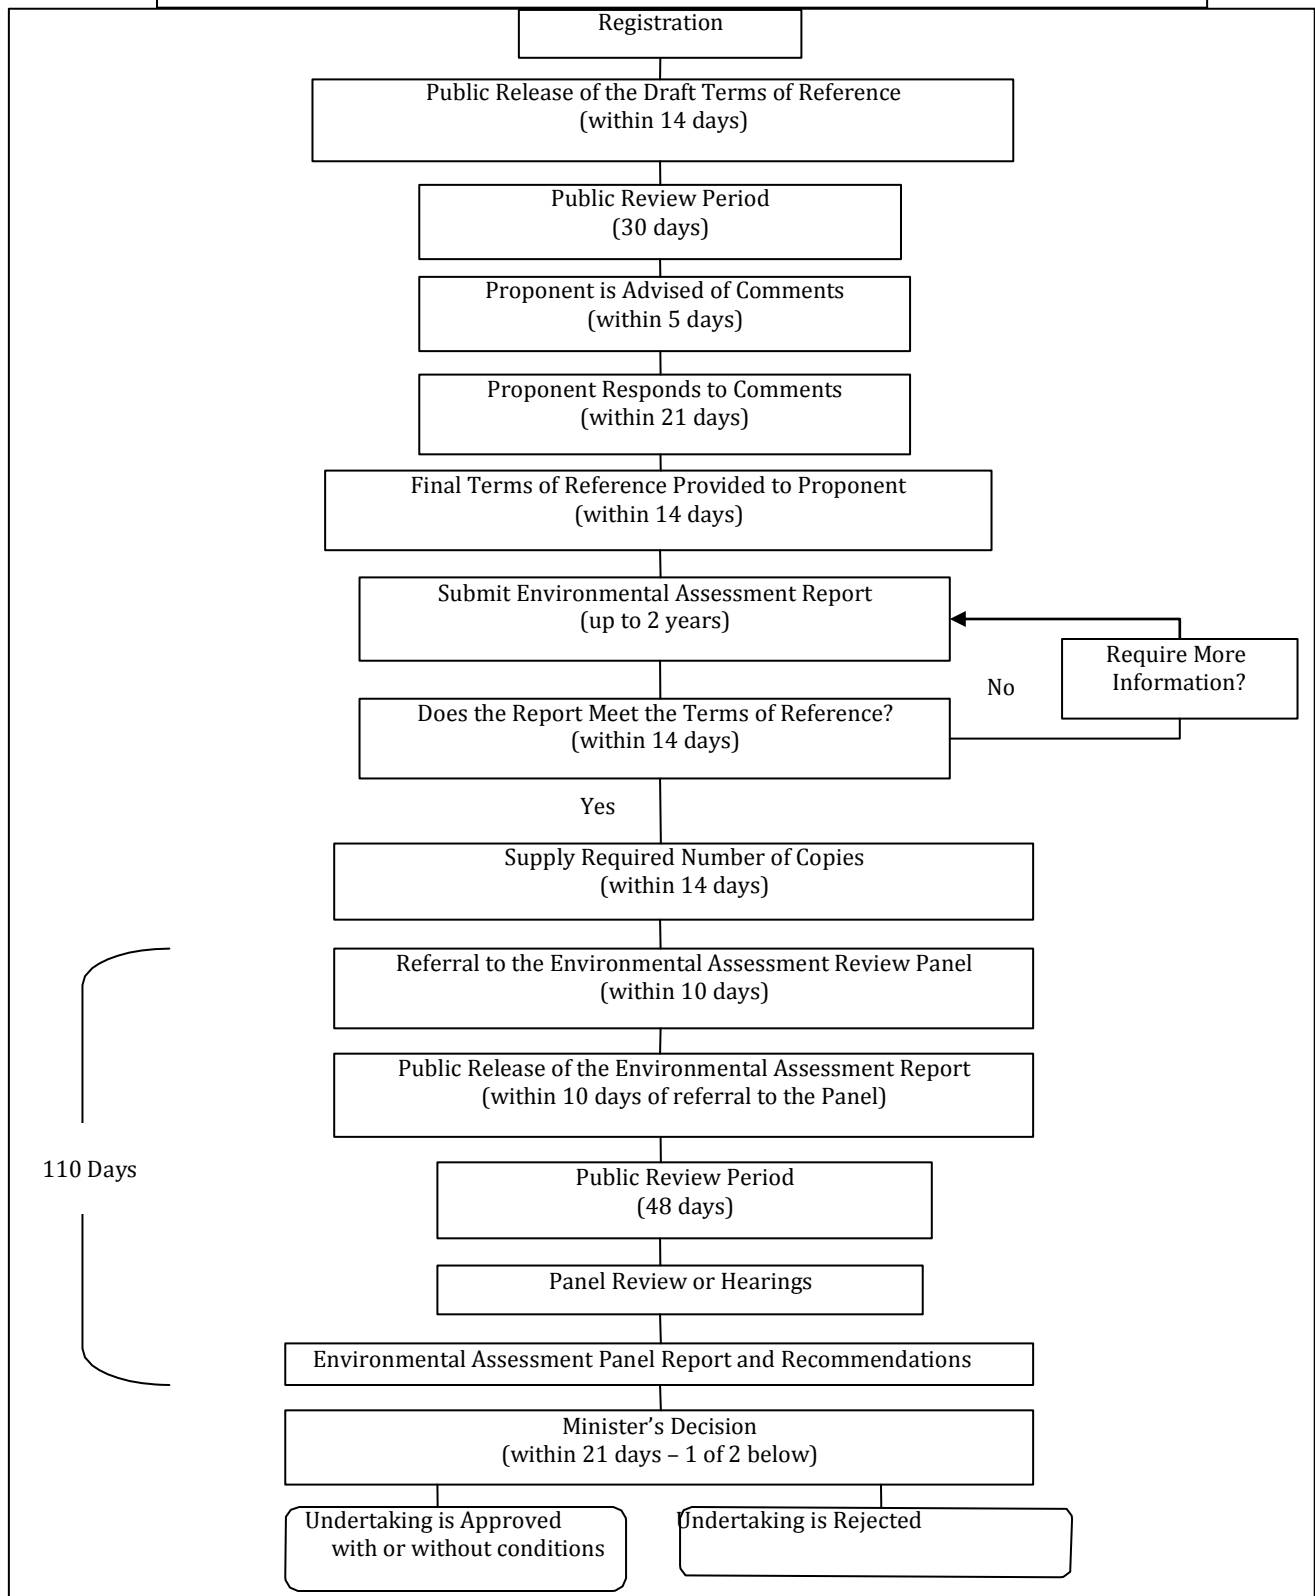 Registration
Public Release of the Draft Terms of Reference
(within 14 days)
Public Review Period
(30 days)
Proponent is Advised of Comments
(within 5 days)
Proponent Responds to Comments
(within 21 days)
Final Terms of Reference Provided to Proponent
(within 14 days)
Submit Environmental Assessment Report
(up to 2 years)
Require More
Information?
No
Does the Report Meet the Terms of Reference?
(within 14 days)
Yes
Supply Required Number of Copies
(within 14 days)
Referral to the Environmental Assessment Review Panel
(within 10 days)
Public Release of the Environmental Assessment Report
(within 10 days of referral to the Panel)
110 Days
Public Review Period
(48 days)
Panel Review or Hearings
Environmental Assessment Panel Report and Recommendations
Minister’s Decision
(within 21 days – 1 of 2 below)
Undertaking is Approved
with or without conditions
Undertaking is Rejected